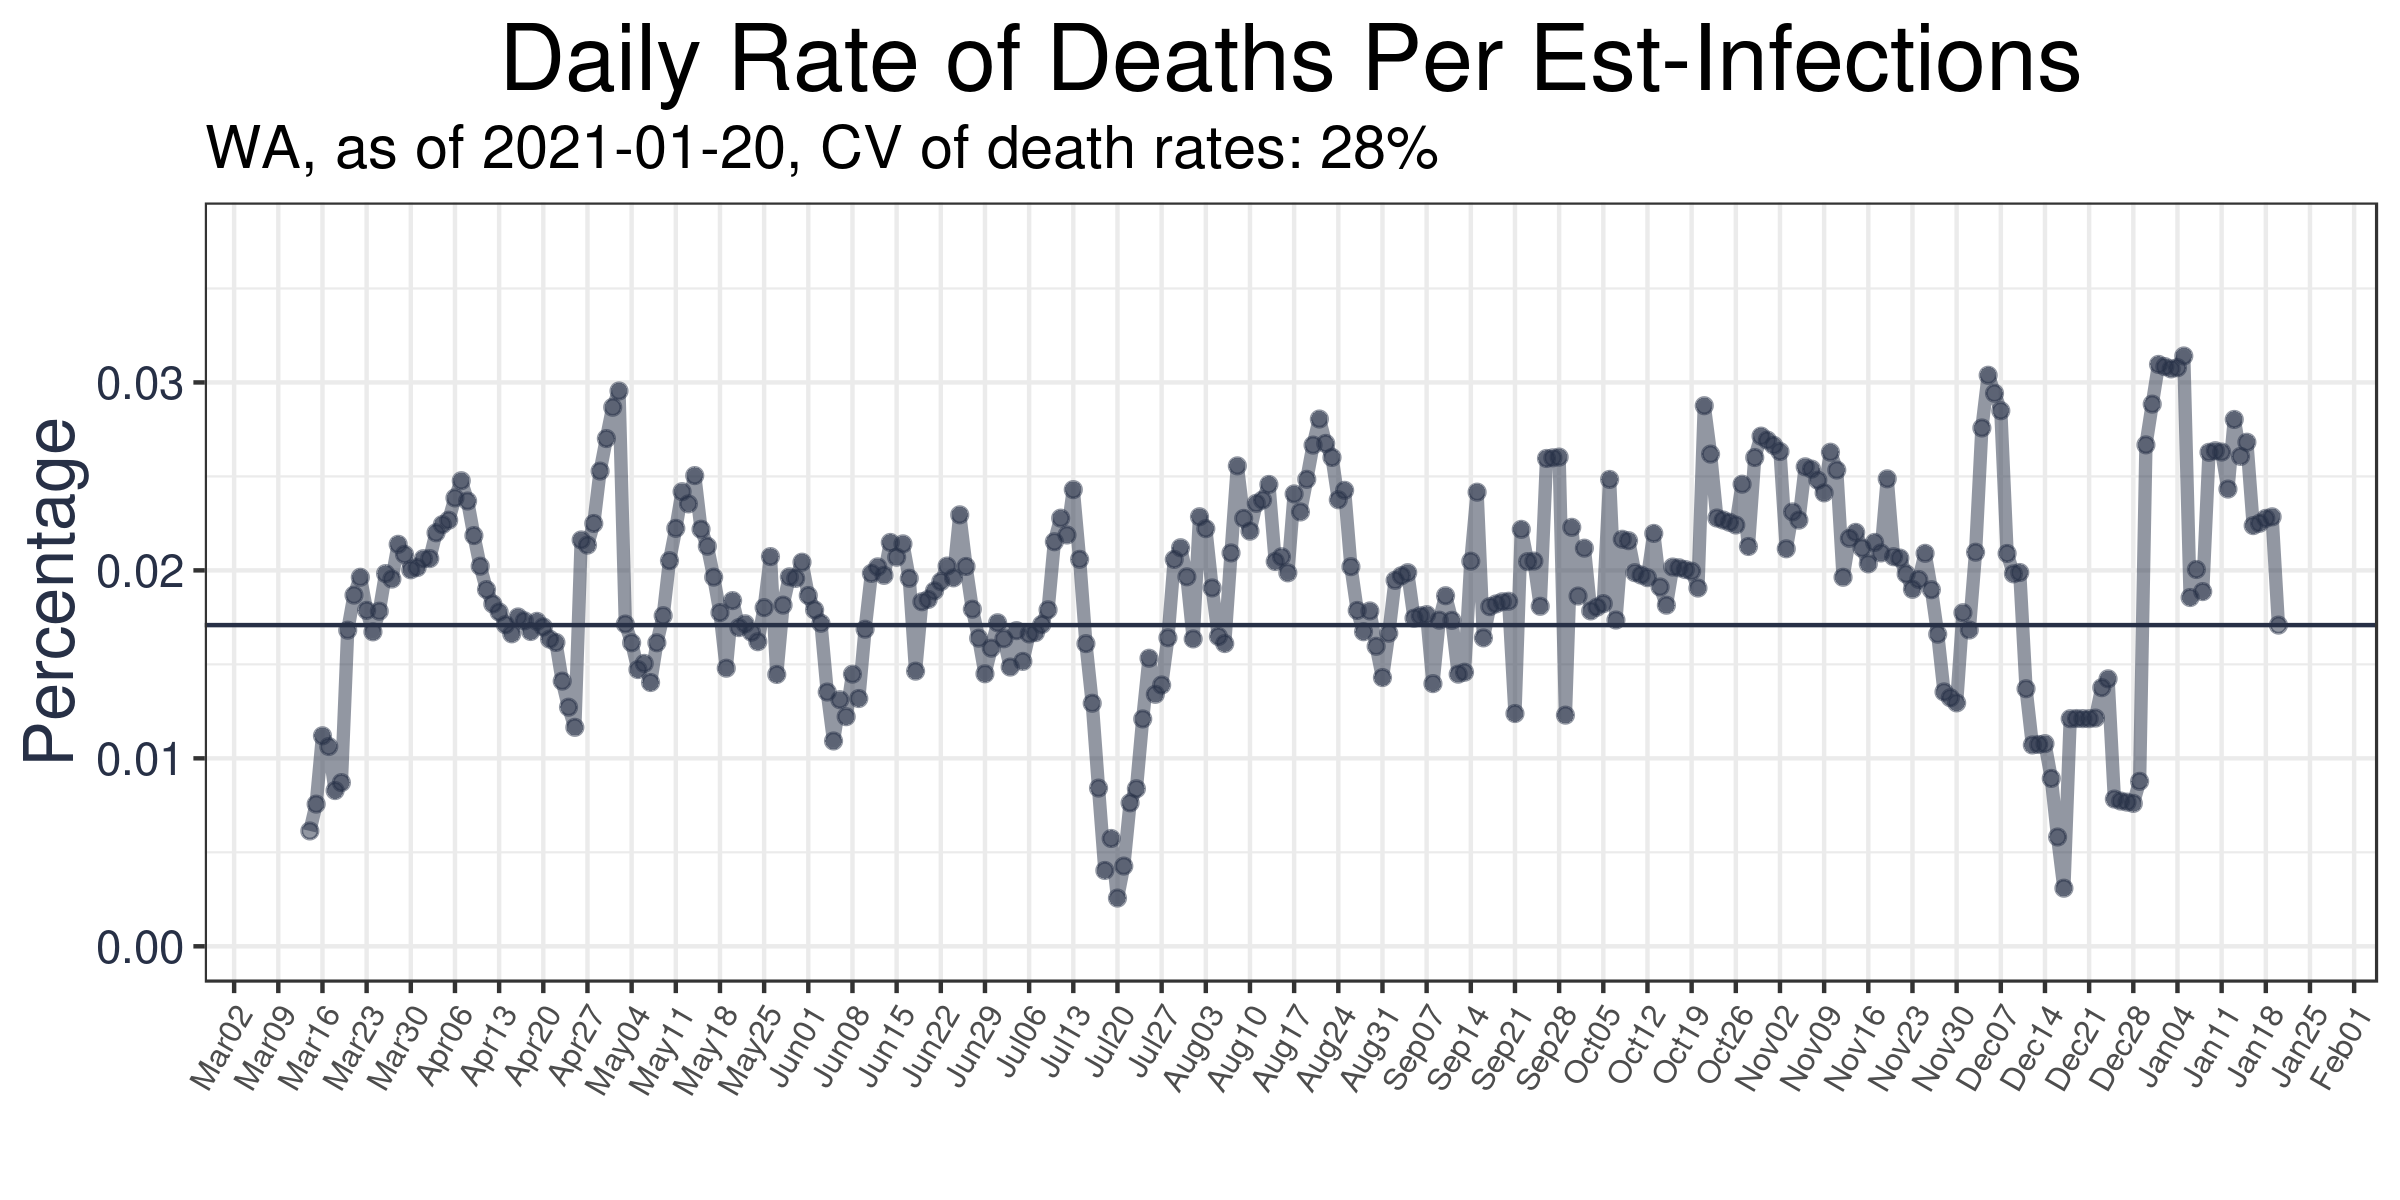 Daily Rate of Deaths Per Est-Infections
WA, as of 2021-01-20, CV of death rates: 28%
Percentage
0.03
0.02
0.01
0.00
Mar02
Mar09
Mar16
Mar23
Mar30
Apr06
Apr13
Apr20
Apr27
May04
May11
May18
May25
Jun01
Jun08
Jun15
Jun22
Jun29
Jul06
Jul13
Jul20
Jul27
Aug03
Aug10
Aug17
Aug24
Aug31
Sep07
Sep14
Sep21
Sep28
Oct05
Oct12
Oct19
Oct26
Nov02
Nov09
Nov16
Nov23
Nov30
Dec07
Dec14
Dec21
Dec28
Jan04
Jan11
Jan18
Jan25
Feb01